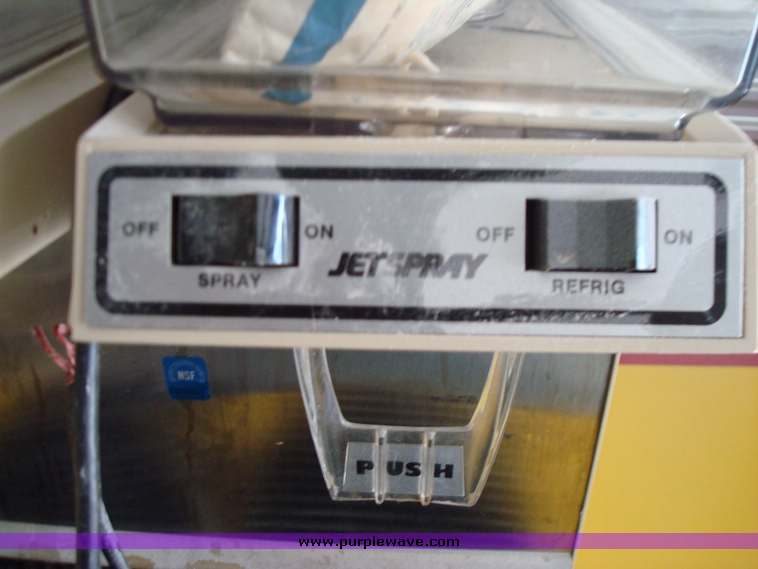 OFF ON JETSPRAY OFF ON
SPRAY REFRIG
NSF
PUSH
www.purplewave.com